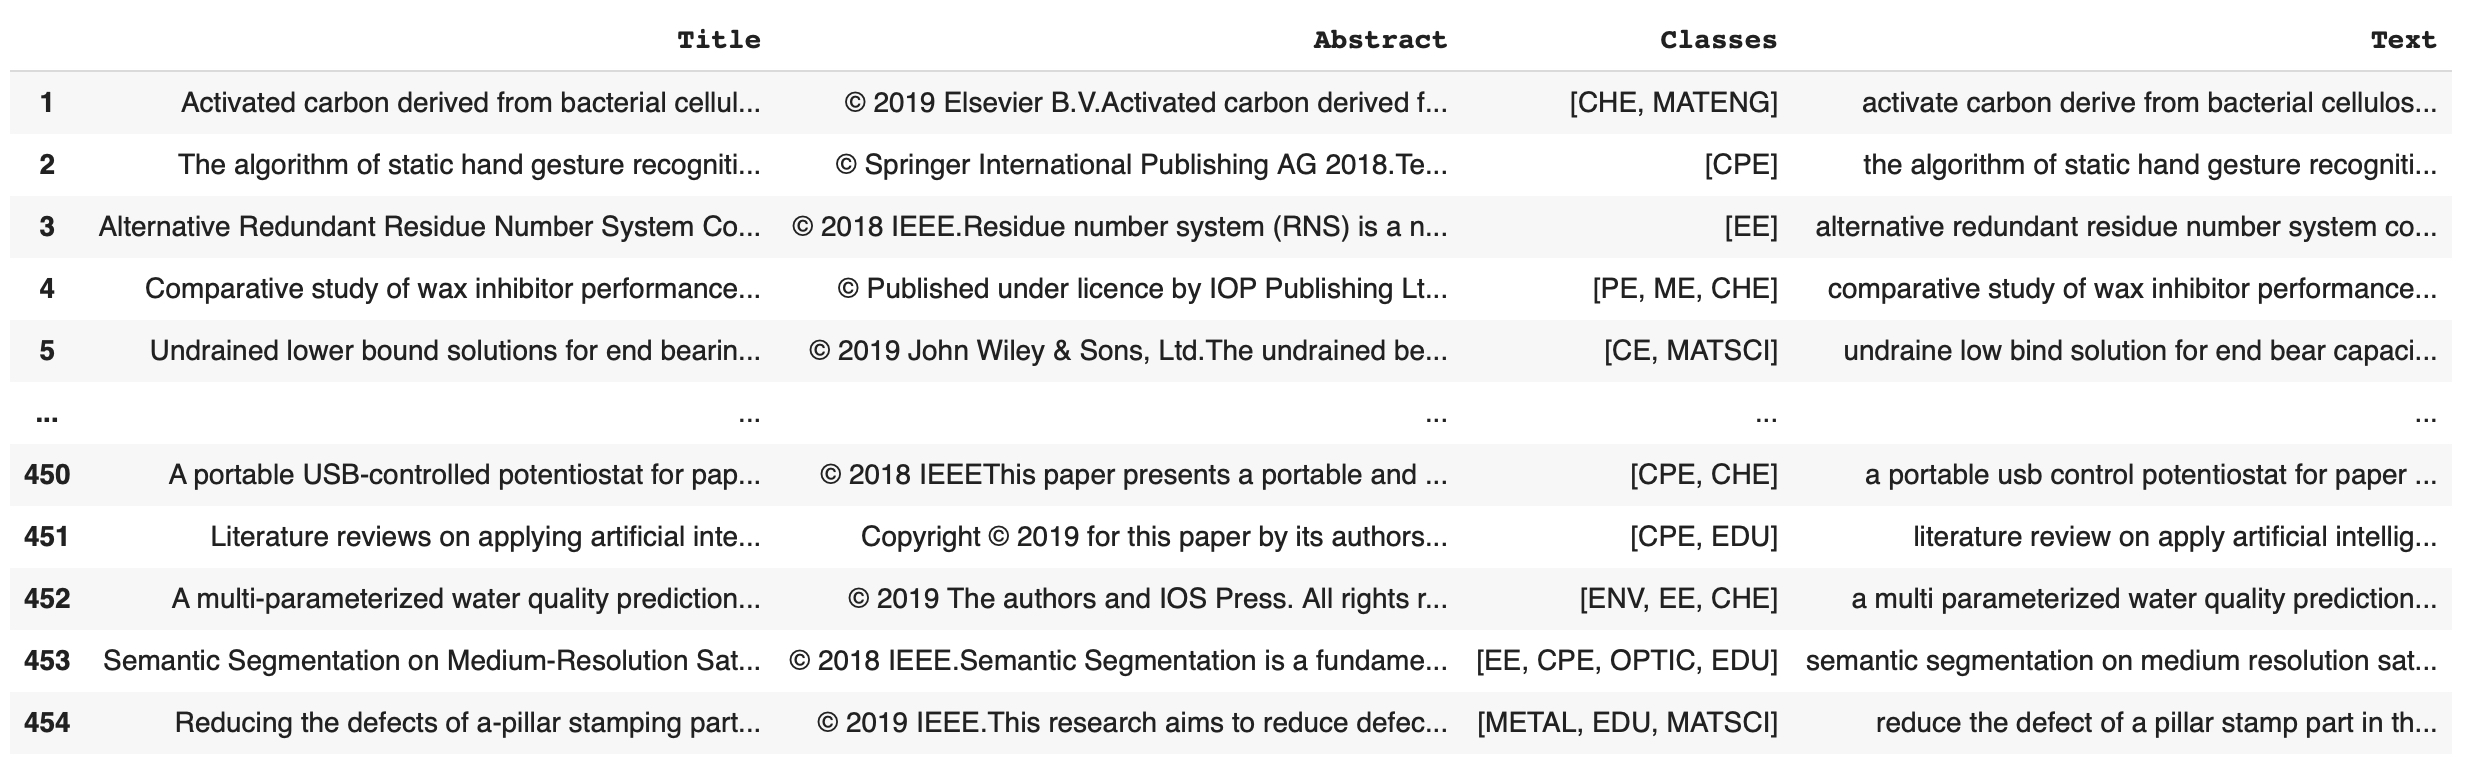 Title Abstract Classes Text
1 Activated carbon derived from bacterial cellul... © 2019 Elsevier B.V.Activated carbon derived f... [CHE, MATENG] activate carbon derive from bacterial cellulos...
2 The algorithm of static hand gesture recogniti... © Springer International Publishing AG 2018.Te... [CPE] the algorithm of static hand gesture recogniti...
3 Alternative Redundant Residue Number System Co... © 2018 IEEE.Residue number system (RNS) is a n... [EE] alternative redundant residue number system co...
4 Comparative study of wax inhibitor performance... © Published under licence by IOP Publishing Lt... [PE, ME, CHE] comparative study of wax inhibitor performance...
5 Undrained lower bound solutions for end bearin... © 2019 John Wiley & Sons, Ltd.The undrained be... [CE, MATSCI] undraine low bind solution for end bear capaci...
... ... ... ... ...
450 A portable USB-controlled potentiostat for pap... © 2018 IEEEThis paper presents a portable and ... [CPE, CHE] a portable usb control potentiostat for paper ...
451 Literature reviews on applying artificial inte... Copyright © 2019 for this paper by its authors... [CPE, EDU] literature review on apply artificial intellig...
452 A multi-parameterized water quality prediction... © 2019 The authors and IOS Press. All rights r... [ENV, EE, CHE] a multi parameterized water quality prediction...
453 Semantic Segmentation on Medium-Resolution Sat... © 2018 IEEE.Semantic Segmentation is a fundame... [EE, CPE, OPTIC, EDU] semantic segmentation on medium resolution sat...
454 Reducing the defects of a-pillar stamping part... © 2019 IEEE.This research aims to reduce defec... [METAL, EDU, MATSCI] reduce the defect of a pillar stamp part in th...